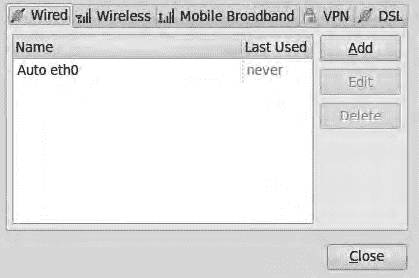 Wired Wireless Mobile Broadband VPN DSL
Name Last Used Add
Auto eth0 never
Edit
Delete
Close